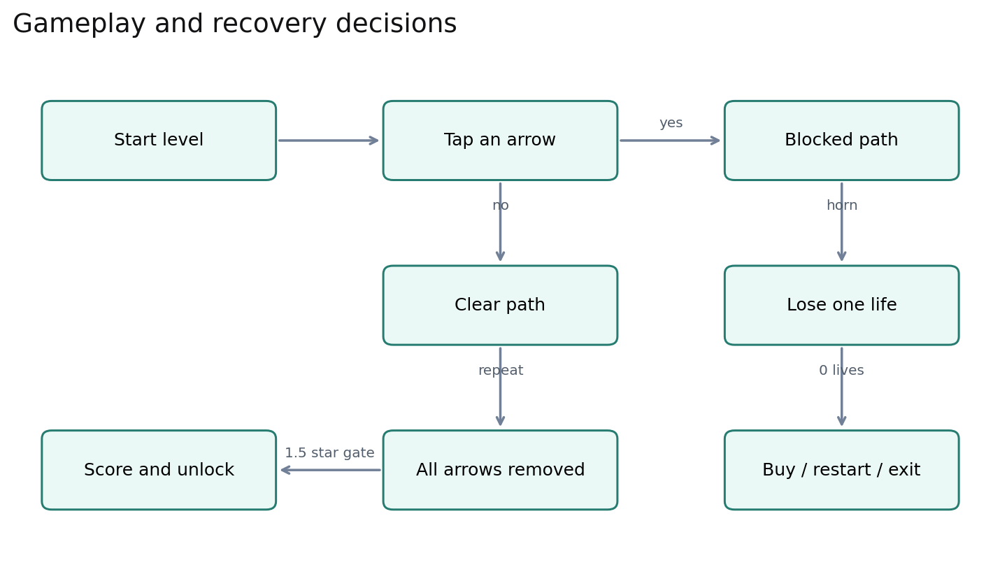 Gameplay and recovery decisions
Start level
Tap an arrow
yes
Blocked path
no
horn
Clear path
Lose one life
repeat
0 lives
Score and unlock
1.5 star gate
All arrows removed
Buy / restart / exit